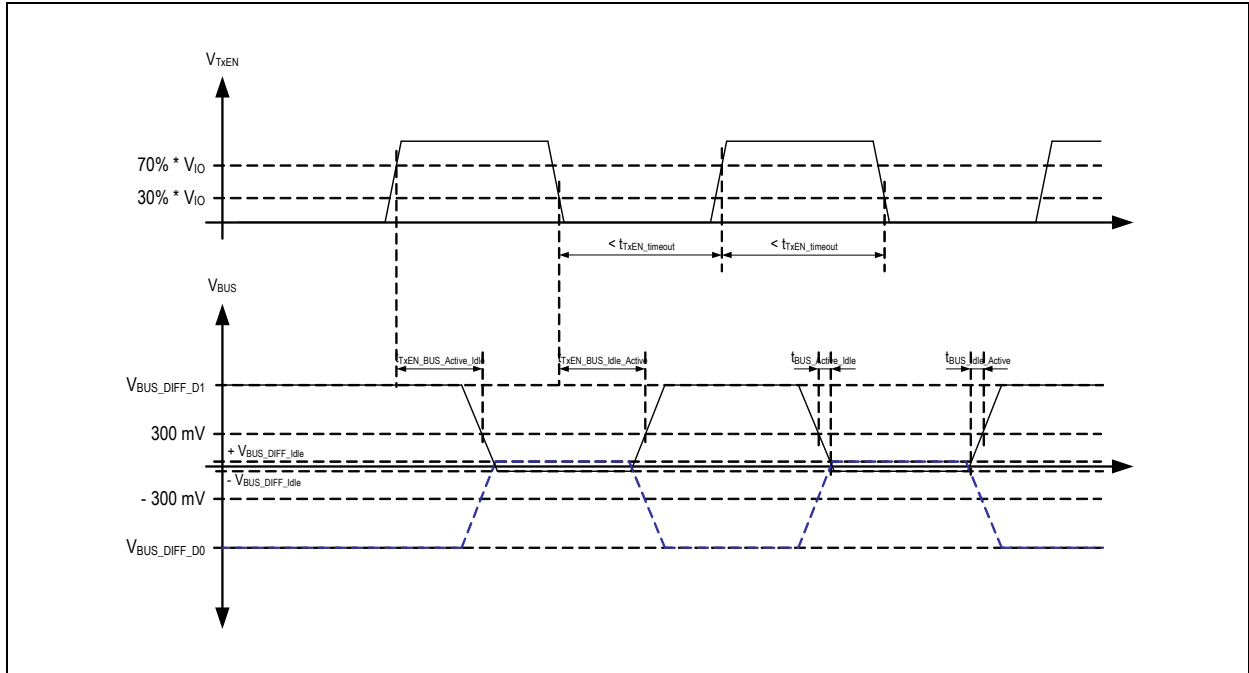 VTxEN
70% * VIO
30% * VIO
< tTxEN_timeout
< tTxEN_timeout
VBUS
tTxEN_BUS_Active_Idle
tTxEN_BUS_Idle_Active
tBUS_Active_Idle
tBUS_Idle_Active
VBUS_DIFF_D1
300 mV
+ VBUS_DIFF_Idle
- VBUS_DIFF_Idle
- 300 mV
VBUS_DIFF_D0